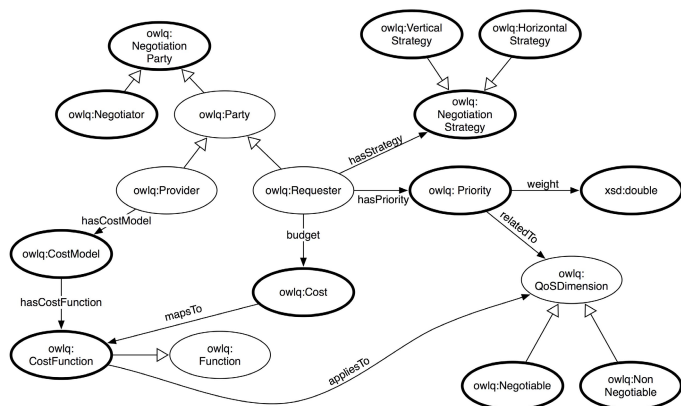 owlq:
Negotiation
Party
owlq:Vertical
Strategy
owlq:Horizontal
Strategy
owlq:Negotiator
owlq:Party
owlq:
Negotiation
Strategy
hasStrategy
owlq:Provider
owlq:Requester
hasPriority
owlq: Priority
weight
xsd:double
hasCostModel
budget
relatedTo
owlq:CostModel
owlq:
QoSDimension
hasCostFunction
owlq:Cost
mapsTo
owlq:
CostFunction
owlq:
Function
appliesTo
owlq:Negotiable
owlq:Non
Negotiable